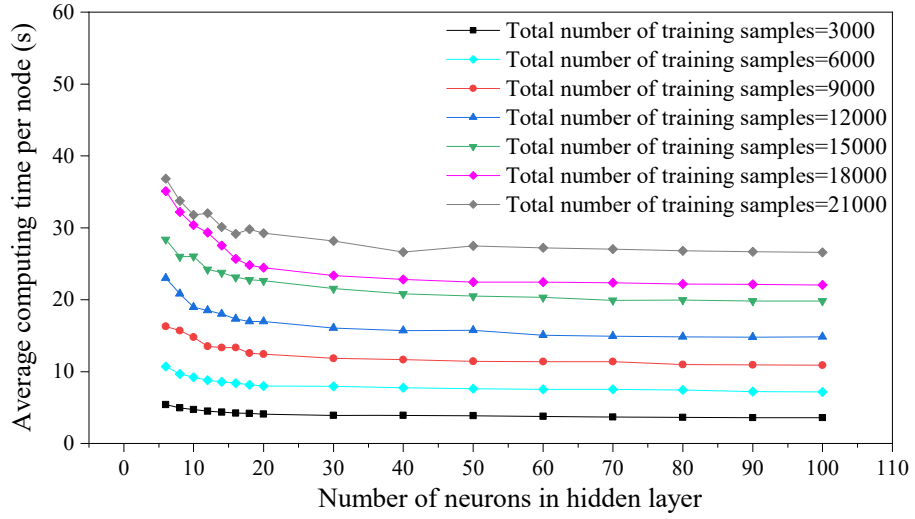 60
50
40
30
20
10
0
Average computing time per node (s)
Total number of training samples=3000
Total number of training samples=6000
Total number of training samples=9000
Total number of training samples=12000
Total number of training samples=15000
Total number of training samples=18000
Total number of training samples=21000
0 10 20 30 40 50 60 70 80 90 100 110
Number of neurons in hidden layer